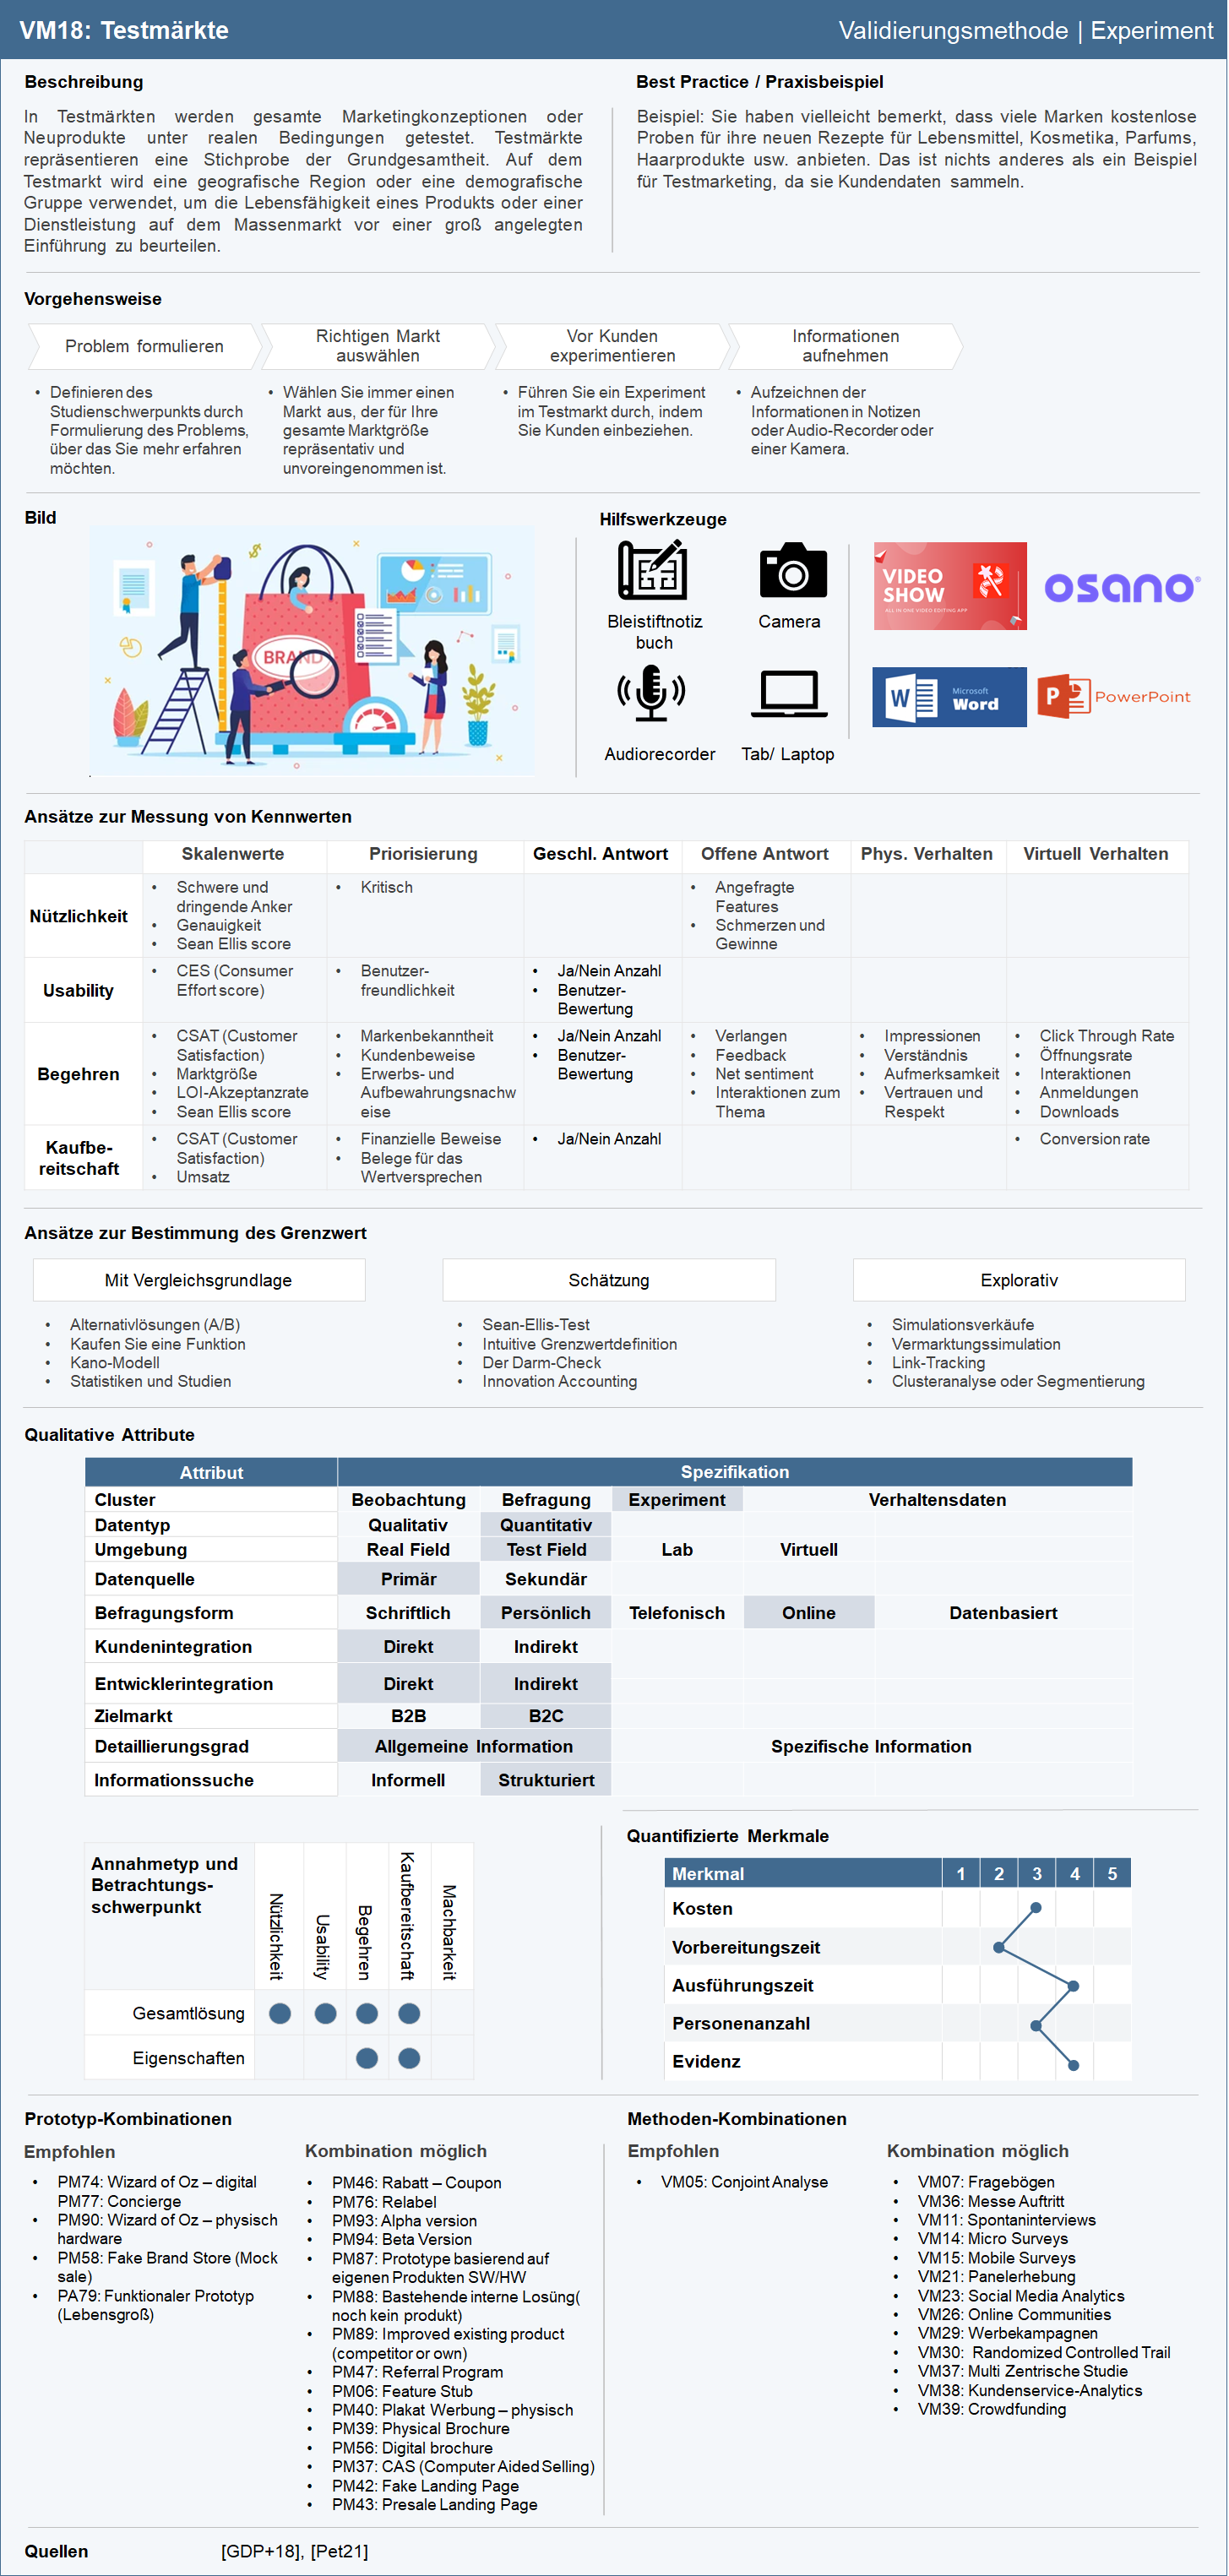 VM18: Testmärkte
Validierungsmethode | Experiment
Beschreibung
In Testmärkten werden gesamte Marketingkonzeptionen oder
Neuprodukte unter realen Bedingungen getestet. Testmärkte
repräsentieren eine Stichprobe der Grundgesamtheit. Auf dem
Testmarkt wird eine geografische Region oder eine demografische
Gruppe verwendet, um die Lebensfähigkeit eines Produkts oder einer
Dienstleistung auf dem Massenmarkt vor einer groß angelegten
Einführung zu beurteilen.
Best Practice / Praxisbeispiel
Beispiel: Sie haben vielleicht bemerkt, dass viele Marken kostenlose
Proben für ihre neuen Rezepte für Lebensmittel, Kosmetika, Parfums,
Haarprodukte usw. anbieten. Das ist nichts anderes als ein Beispiel
für Testmarketing, da sie Kundendaten sammeln.
Vorgehensweise
Problem formulieren
• Definieren des
Studienschwerpunkts durch
Formulierung des Problems,
über das Sie mehr erfahren
möchten.
Richtigen Markt
auswählen
• Wählen Sie immer einen
Markt aus, der für Ihre
gesamte Marktgröße
repräsentativ und
unvoreingenommen ist.
Vor Kunden
experimentieren
• Führen Sie ein Experiment
im Testmarkt durch, indem
Sie Kunden einbeziehen.
Informationen
aufnehmen
• Aufzeichnen der
Informationen in Notizen
oder Audio-Recorder oder
einer Kamera.
Bild
BRAND
Hilfswerkzeuge
Bleistiftnotiz
buch
Camera
Audiorecorder
Tab/ Laptop
VIDEO
SHOW
ALL IN ONE VIDEO EDITING APP
osano®
W
Microsoft
Word
P
PowerPoint
Ansätze zur Messung von Kennwerten
Skalenwerte Priorisierung Geschl. Antwort Offene Antwort Phys. Verhalten Virtuell Verhalten
Nützlichkeit
• Schwere und
dringende Anker
• Genauigkeit
• Sean Ellis score
• Kritisch
• Angefragte
Features
• Schmerzen und
Gewinne
Usability
• CES (Consumer
Effort score)
• Benutzer-
freundlichkeit
• Ja/Nein Anzahl
• Benutzer-
Bewertung
Begehren
• CSAT (Customer
Satisfaction)
• Marktgröße
• LOI-Akzeptanzrate
• Sean Ellis score
• Markenbekanntheit
• Kundenbeweise
• Erwerbs- und
Aufbewahrungsnachw
eise
• Ja/Nein Anzahl
• Benutzer-
Bewertung
• Verlangen
• Feedback
• Net sentiment
• Interaktionen zum
Thema
• Impressionen
• Verständnis
• Aufmerksamkeit
• Vertrauen und
Respekt
• Click Through Rate
• Öffnungsrate
• Interaktionen
• Anmeldungen
• Downloads
Kaufbe-
reitschaft
• CSAT (Customer
Satisfaction)
• Umsatz
• Finanzielle Beweise
• Belege für das
Wertversprechen
• Ja/Nein Anzahl
• Conversion rate
Ansätze zur Bestimmung des Grenzwert
Mit Vergleichsgrundlage
• Alternativlösungen (A/B)
• Kaufen Sie eine Funktion
• Kano-Modell
• Statistiken und Studien
Schätzung
• Sean-Ellis-Test
• Intuitive Grenzwertdefinition
• Der Darm-Check
• Innovation Accounting
Explorativ
• Simulationsverkäufe
• Vermarktungssimulation
• Link-Tracking
• Clusteranalyse oder Segmentierung
Qualitative Attribute
Attribut Spezifikation
Cluster Beobachtung Befragung Experiment Verhaltensdaten
Datentyp Qualitativ Quantitativ
Umgebung Real Field Test Field Lab Virtuell
Datenquelle Primär Sekundär
Befragungsform Schriftlich Persönlich Telefonisch Online Datenbasiert
Kundenintegration Direkt Indirekt
Entwicklerintegration Direkt Indirekt
Zielmarkt B2B B2C
Detaillierungsgrad Allgemeine Information Spezifische Information
Informationssuche Informell Strukturiert
Annahmetyp und
Betrachtungs-
schwerpunkt
Nützlichkeit
Usability
Begehren
Kaufbereitschaft
Machbarkeit
Gesamtlösung
Eigenschaften
Quantifizierte Merkmale
Merkmal 1 2 3 4 5
Kosten
Vorbereitungszeit
Ausführungszeit
Personenanzahl
Evidenz
Prototyp-Kombinationen
Empfohlen
• PM74: Wizard of Oz – digital
PM77: Concierge
• PM90: Wizard of Oz – physisch
hardware
• PM58: Fake Brand Store (Mock
sale)
• PA79: Funktionaler Prototyp
(Lebensgroß)
Kombination möglich
• PM46: Rabatt – Coupon
• PM76: Relabel
• PM93: Alpha version
• PM94: Beta Version
• PM87: Prototype basierend auf
eigenen Produkten SW/HW
• PM88: Bastehende interne Losüng(
noch kein produkt)
• PM89: Improved existing product
(competitor or own)
• PM47: Referral Program
• PM06: Feature Stub
• PM40: Plakat Werbung – physisch
• PM39: Physical Brochure
• PM56: Digital brochure
• PM37: CAS (Computer Aided Selling)
• PM42: Fake Landing Page
• PM43: Presale Landing Page
Methoden-Kombinationen
Empfohlen
• VM05: Conjoint Analyse
Kombination möglich
• VM07: Fragebögen
• VM36: Messe Auftritt
• VM11: Spontaninterviews
• VM14: Micro Surveys
• VM15: Mobile Surveys
• VM21: Panelerhebung
• VM23: Social Media Analytics
• VM26: Online Communities
• VM29: Werbekampagnen
• VM30: Randomized Controlled Trail
• VM37: Multi Zentrische Studie
• VM38: Kundenservice-Analytics
• VM39: Crowdfunding
Quellen
[GDP+18], [Pet21]